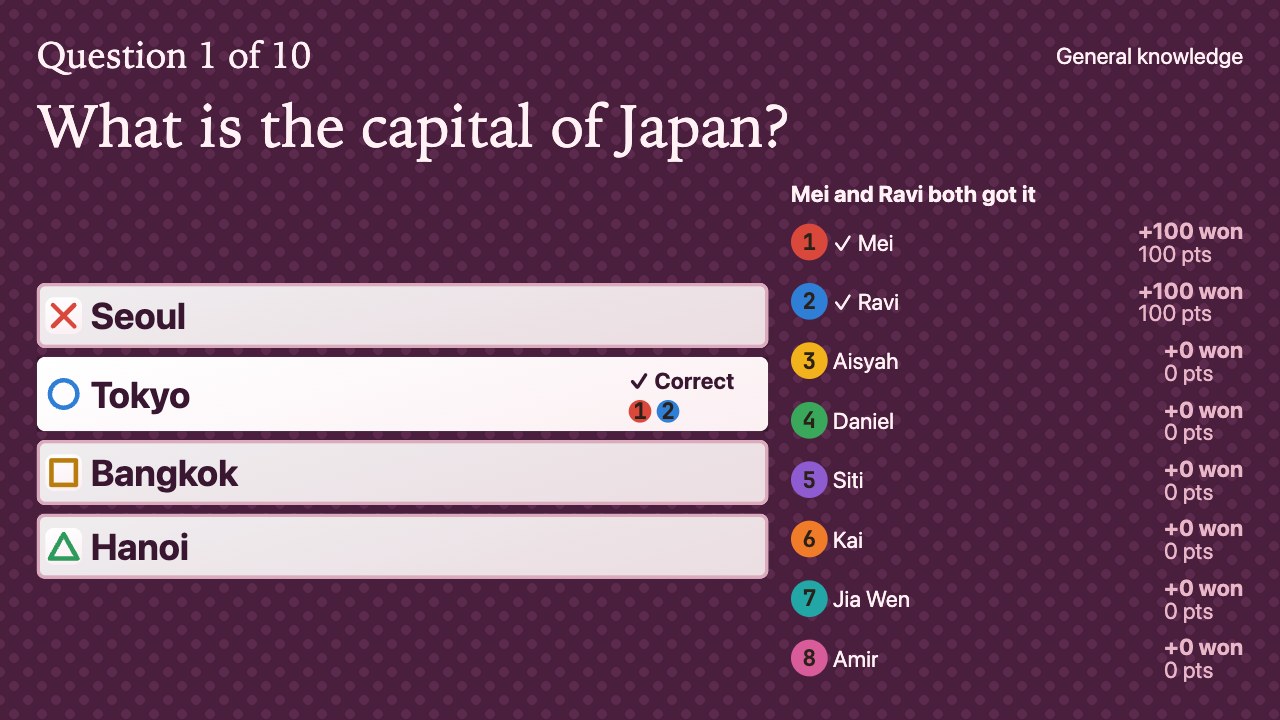 Question 1 of 10
General knowledge
What is the capital of Japan?
Seoul
Tokyo
✓ Correct
1 2
Bangkok
Hanoi
Mei and Ravi both got it
1 ✓ Mei
+100 won
100 pts
2 ✓ Ravi
+100 won
100 pts
3 Aisyah
+0 won
0 pts
4 Daniel
+0 won
0 pts
5 Siti
+0 won
0 pts
6 Kai
+0 won
0 pts
7 Jia Wen
+0 won
0 pts
8 Amir
+0 won
0 pts